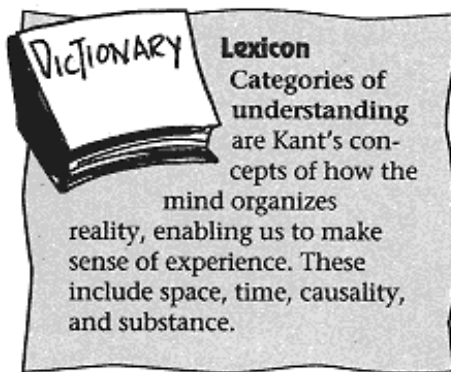 DICTIONARY
Lexicon
Categories of
understanding
are Kant's con-
cepts of how the
mind organizes
reality, enabling us to make
sense of experience. These
include space, time, causality,
and substance.